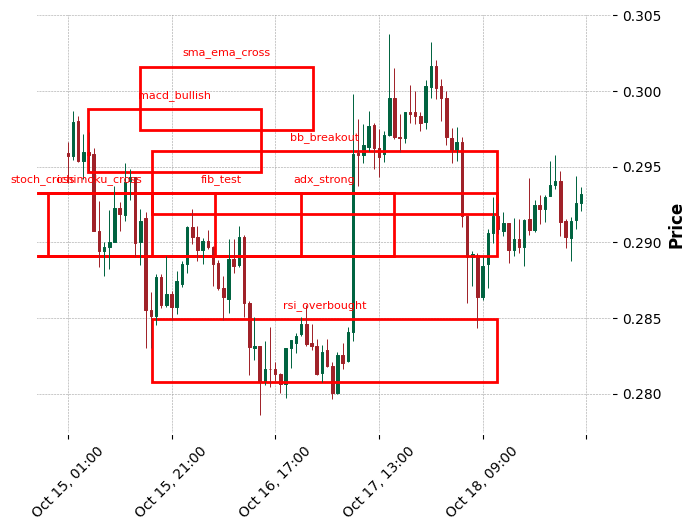 0.305
sma_ema_cross
0.300
macd_bullish
bb_breakout
0.295
stoch_cross
ichimoku_cross
fib_test
adx_strong
0.290
Price
rsi_overbought
0.285
0.280
Oct 15, 01:00
Oct 15, 21:00
Oct 16, 17:00
Oct 17, 13:00
Oct 18, 09:00